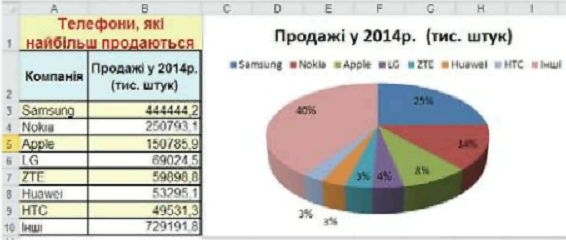 A B C D E F G H I
1 Телефони, які
найбільш продаються
2 Компанія Продажі у 2014р.
(тис. штук)
3 Samsung 444444,2
4 Nokia 250793,1
5 Apple 150785,9
6 LG 69024,5
7 ZTE 59898,8
8 Huawei 53295,1
9 HTC 49531,3
10 Інші 729191,8
Продажі у 2014р. (тис. штук)
Samsung Nokia Apple LG ZTE Huawei HTC Інші
40%
25%
14%
8%
4%
3%
3%
3%